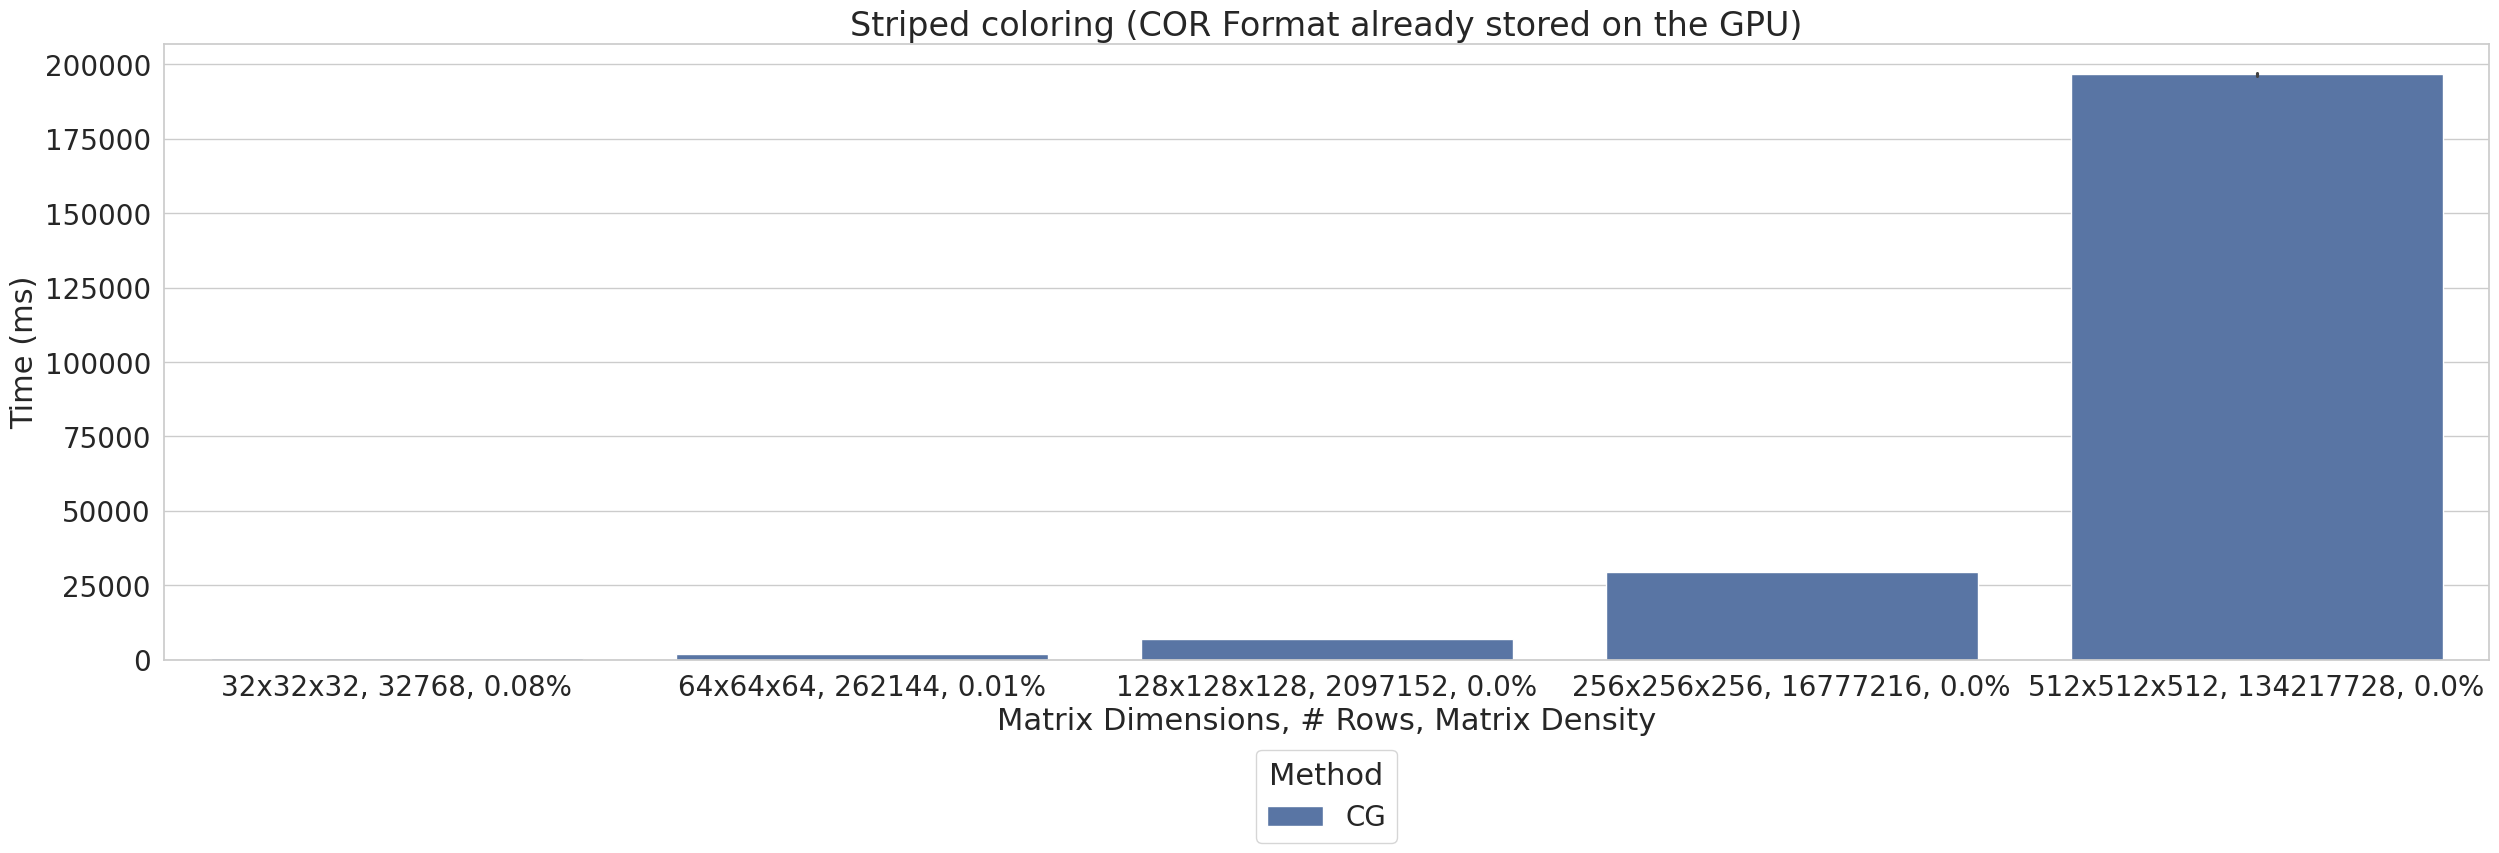 Striped coloring (COR Format already stored on the GPU)
200000
175000
150000
125000
100000
75000
50000
25000
0
Time (ms)
32x32x32, 32768, 0.08%
64x64x64, 262144, 0.01%
128x128x128, 2097152, 0.0%
256x256x256, 16777216, 0.0%
512x512x512, 134217728, 0.0%
Matrix Dimensions, # Rows, Matrix Density
Method
CG